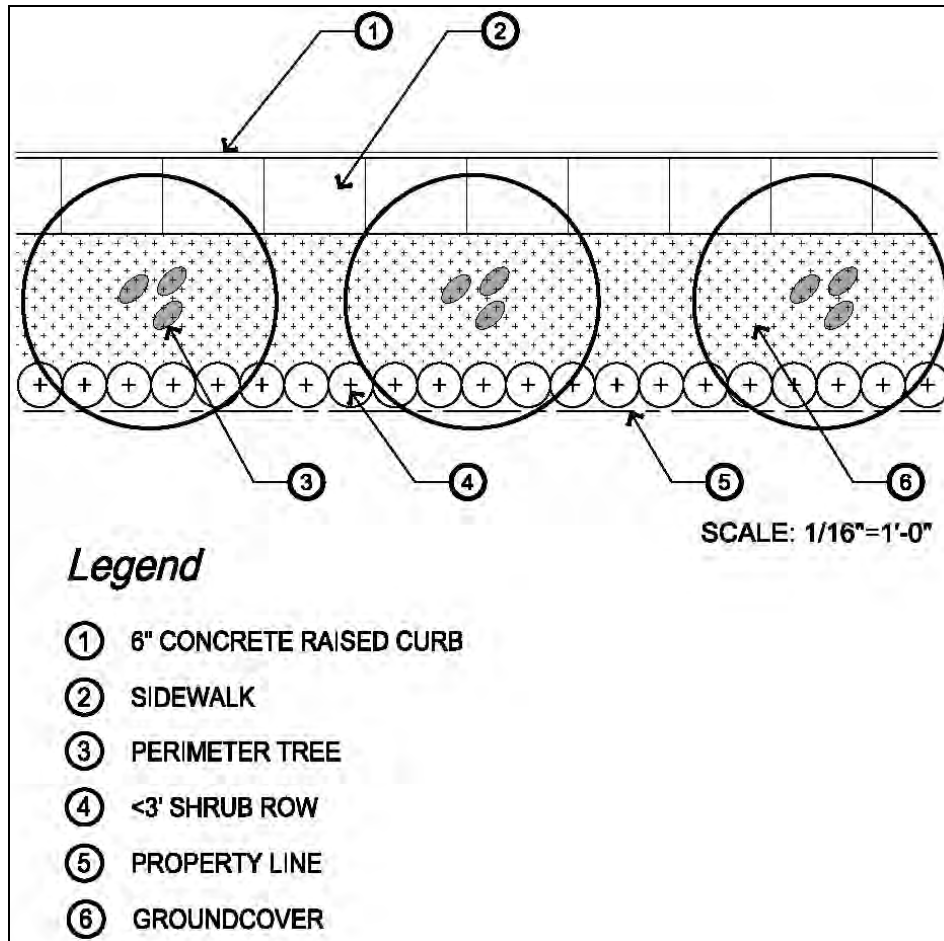 1
2
3
4
5
6
SCALE: 1/16"=1'-0"
Legend
1 6" CONCRETE RAISED CURB
2 SIDEWALK
3 PERIMETER TREE
4 <3' SHRUB ROW
5 PROPERTY LINE
6 GROUNDCOVER